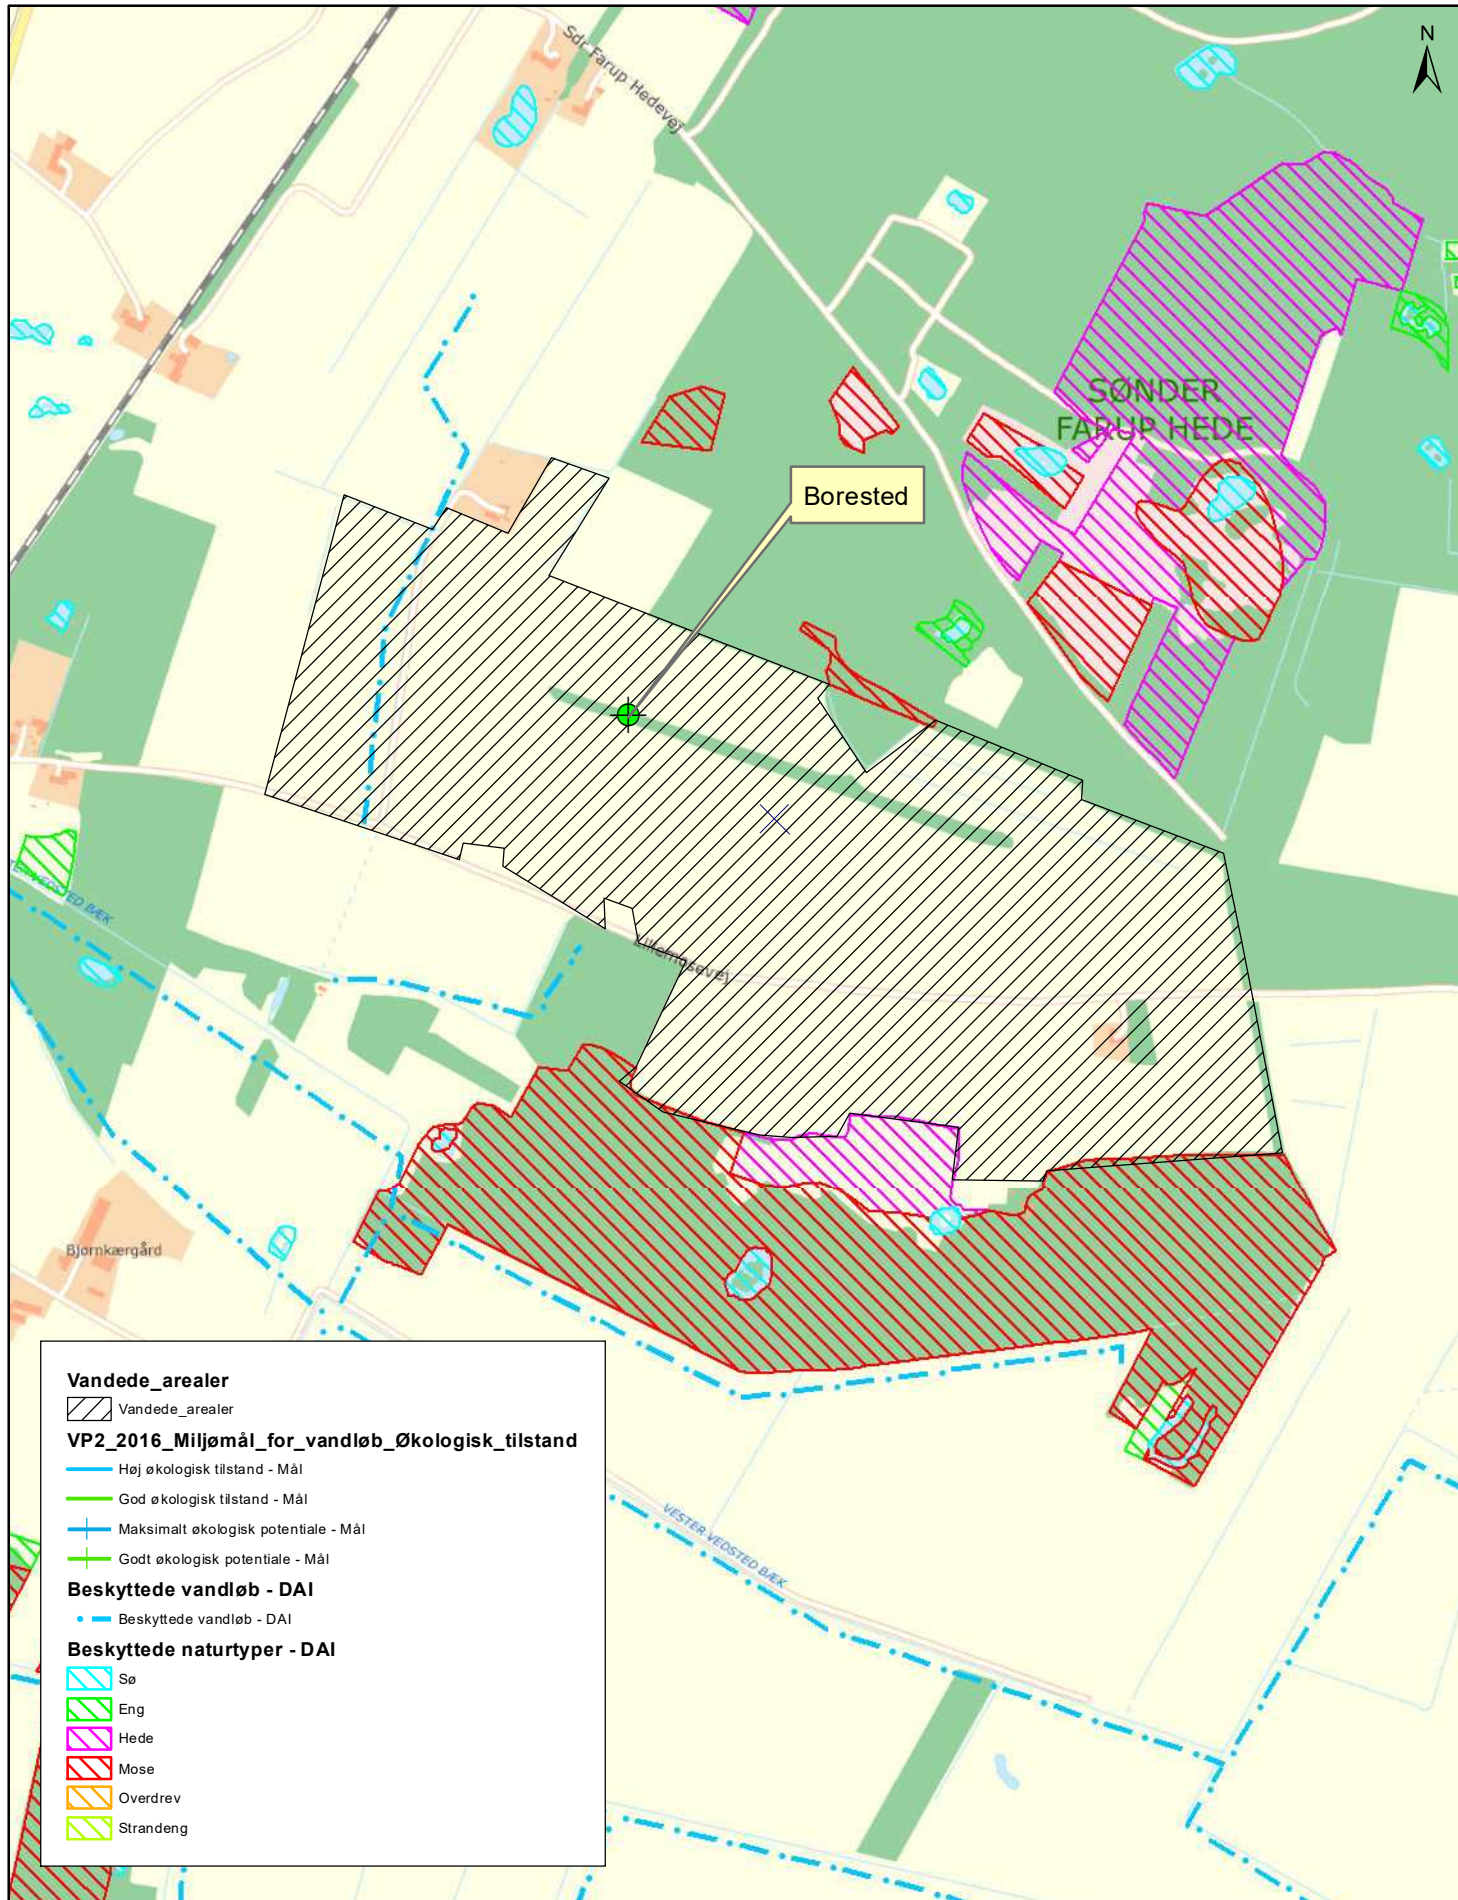 N
Sdr Farup Hedevej
SØNDER
FARUP HEDE
Borested
VEDSTED BÆK
Lillemosevej
Bjørnkærgård
VESTER VEDSTED BÆK
Vandede_arealer
Vandede_arealer
VP2_2016_Miljømål_for_vandløb_Økologisk_tilstand
Høj økologisk tilstand - Mål
God økologisk tilstand - Mål
Maksimalt økologisk potentiale - Mål
Godt økologisk potentiale - Mål
Beskyttede vandløb - DAI
Beskyttede vandløb - DAI
Beskyttede naturtyper - DAI
Sø
Eng
Hede
Mose
Overdrev
Strandeng